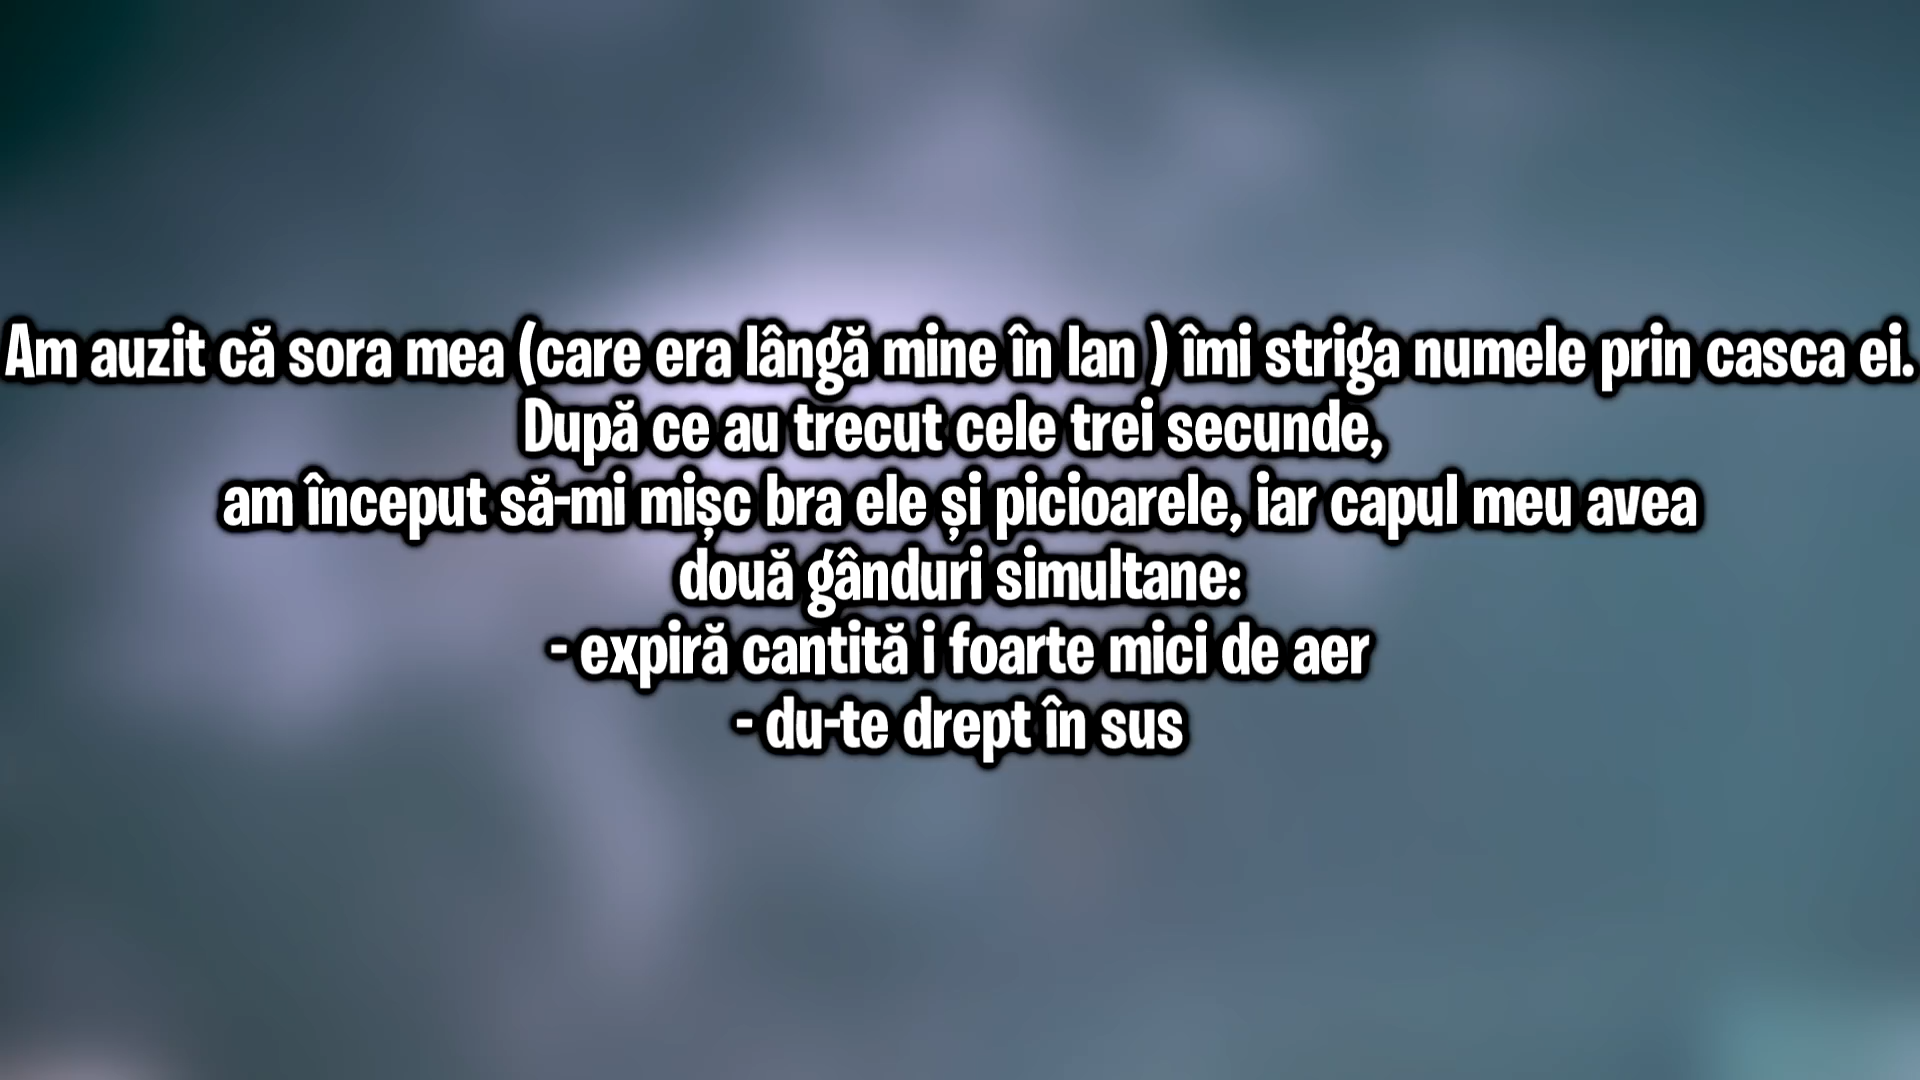 Am auzit că sora mea (care era lângă mine în lan ) îmi striga numele prin casca ei.
După ce au trecut cele trei secunde,
am început să-mi mișc bra ele și picioarele, iar capul meu avea
două gânduri simultane:
- expiră cantită i foarte mici de aer
- du-te drept în sus